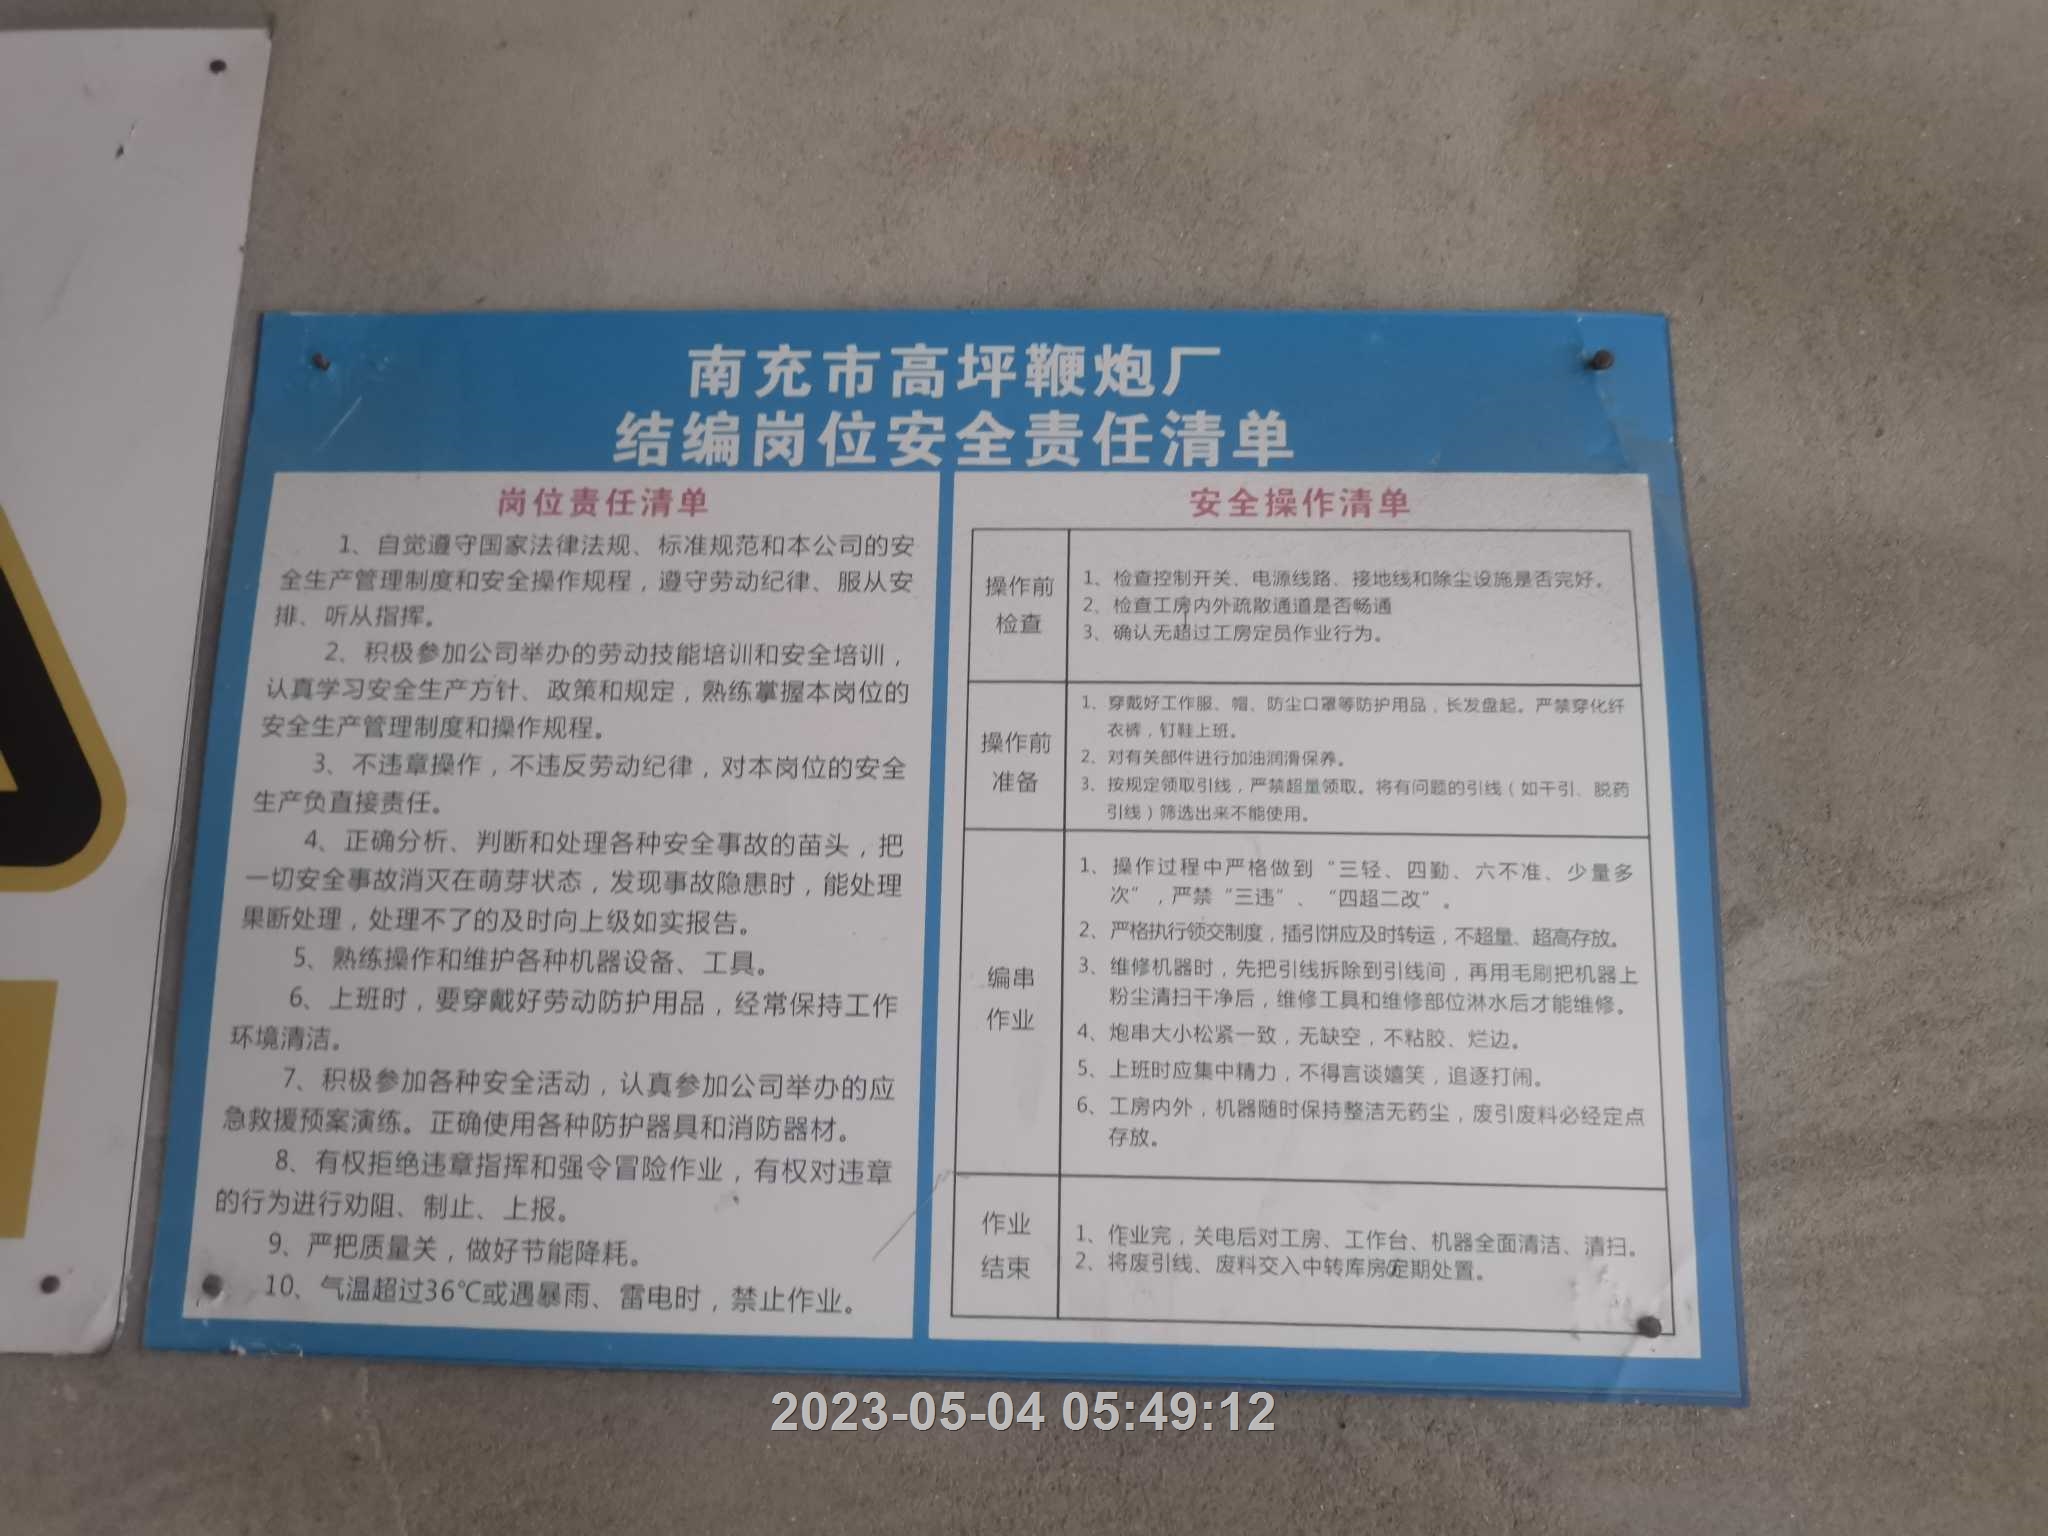 南充市高坪鞭炮厂
结编岗位安全责任清单
岗位责任清单
1、自觉遵守国家法律法规、标准规范和本公司的安
全生产管理制度和安全操作规程，遵守劳动纪律、服从安
排、听从指挥。
2、积极参加公司举办的劳动技能培训和安全培训，
认真学习安全生产方针、政策和规定，熟练掌握本岗位的
安全生产管理制度和操作规程。
3、不违章操作，不违反劳动纪律，对本岗位的安全
生产负直接责任。
4、正确分析、判断和处理各种安全事故的苗头，把
一切安全事故消灭在萌芽状态，发现事故隐患时，能处理
果断处理，处理不了的及时向上级如实报告。
5、熟练操作和维护各种机器设备、工具。
6、上班时，要穿戴好劳动防护用品，经常保持工作
环境清洁。
7、积极参加各种安全活动，认真参加公司举办的应
急救援预案演练。正确使用各种防护器具和消防器材。
8、有权拒绝违章指挥和强令冒险作业，有权对违章
的行为进行劝阻、制止、上报。
9、严把质量关，做好节能降耗。
10、气温超过36℃或遇暴雨、雷电时，禁止作业。
安全操作清单
操作前
检查
1、检查控制开关、电源线路、接地线和除尘设施是否完好。
2、检查工房内外疏散通道是否畅通
3、确认无超过工房定员作业行为。
操作前
准备
1、穿戴好工作服、帽、防尘口罩等防护用品，长发盘起。严禁穿化纤
衣裤，钉鞋上班。
2、对有关部件进行加油润滑保养。
3、按规定领取引线，严禁超量领取。将有问题的引线（如干引、脱药
引线）筛选出来不能使用。
编串
作业
1、操作过程中严格做到“三轻、四勤、六不准、少量多
次”，严禁“三违”、“四超二改”。
2、严格执行领交制度，插引饼应及时转运，不超量、超高存放。
3、维修机器时，先把引线拆除到引线间，再用毛刷把机器上
粉尘清扫干净后，维修工具和维修部位淋水后才能维修。
4、炮串大小松紧一致，无缺空，不粘胶、烂边。
5、上班时应集中精力，不得言谈嬉笑，追逐打闹。
6、工房内外，机器随时保持整洁无药尘，废引废料必经定点
存放。
作业
结束
1、作业完，关电后对工房、工作台、机器全面清洁、清扫。
2、将废引线、废料交入中转库房定期处置。
2023-05-04 05:49:12